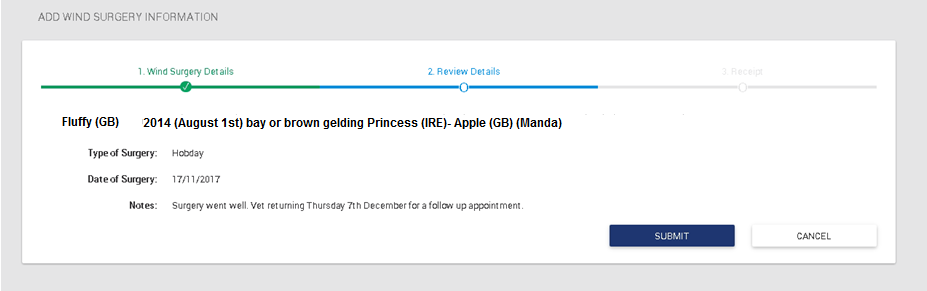 ADD WIND SURGERY INFORMATION
1. Wind Surgery Details 2. Review Details 3. Receipt
Fluffy (GB) 2014 (August 1st) bay or brown gelding Princess (IRE)- Apple (GB) (Manda)
Type of Surgery: Hobday
Date of Surgery: 17/11/2017
Notes: Surgery went well. Vet returning Thursday 7th December for a follow up appointment.
SUBMIT CANCEL